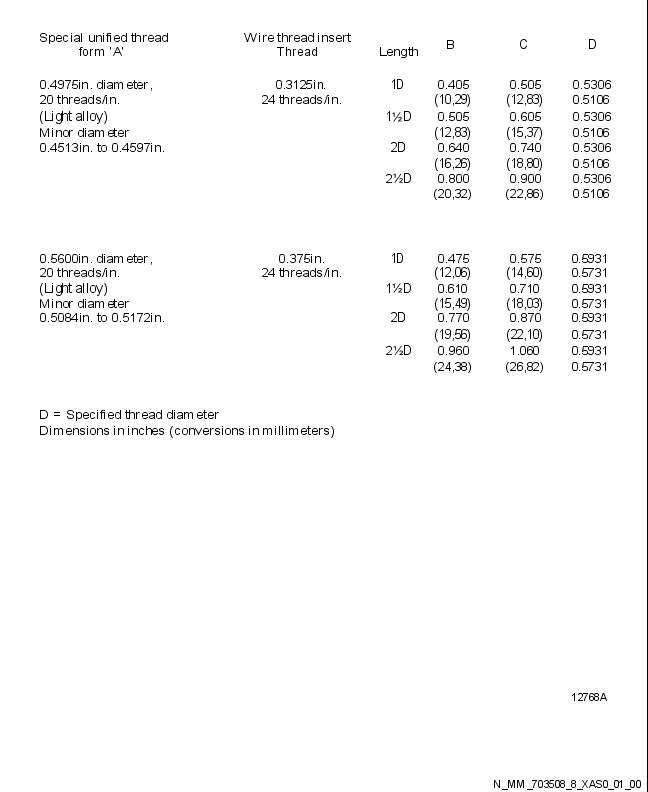 Special unified thread Wire thread insert
form 'A' Thread Length B C D
0.4975in. diameter, 0.3125in. 1D 0.405 0.505 0.5306
20 threads/in. 24 threads/in. (10,29) (12,83) 0.5106
(Light alloy) 1½D 0.505 0.605 0.5306
Minor diameter (12,83) (15,37) 0.5106
0.4513in. to 0.4597in. 2D 0.640 0.740 0.5306
(16,26) (18,80) 0.5106
2½D 0.800 0.900 0.5306
(20,32) (22,86) 0.5106
0.5600in. diameter, 0.375in. 1D 0.475 0.575 0.5931
20 threads/in. 24 threads/in. (12,06) (14,60) 0.5731
(Light alloy) 1½D 0.610 0.710 0.5931
Minor diameter (15,49) (18,03) 0.5731
0.5084in. to 0.5172in. 2D 0.770 0.870 0.5931
(19,56) (22,10) 0.5731
2½D 0.960 1.060 0.5931
(24,38) (26,82) 0.5731
D = Specified thread diameter
Dimensions in inches (conversions in millimeters)
12768A
N_MM_703508_8_XAS0_01_00